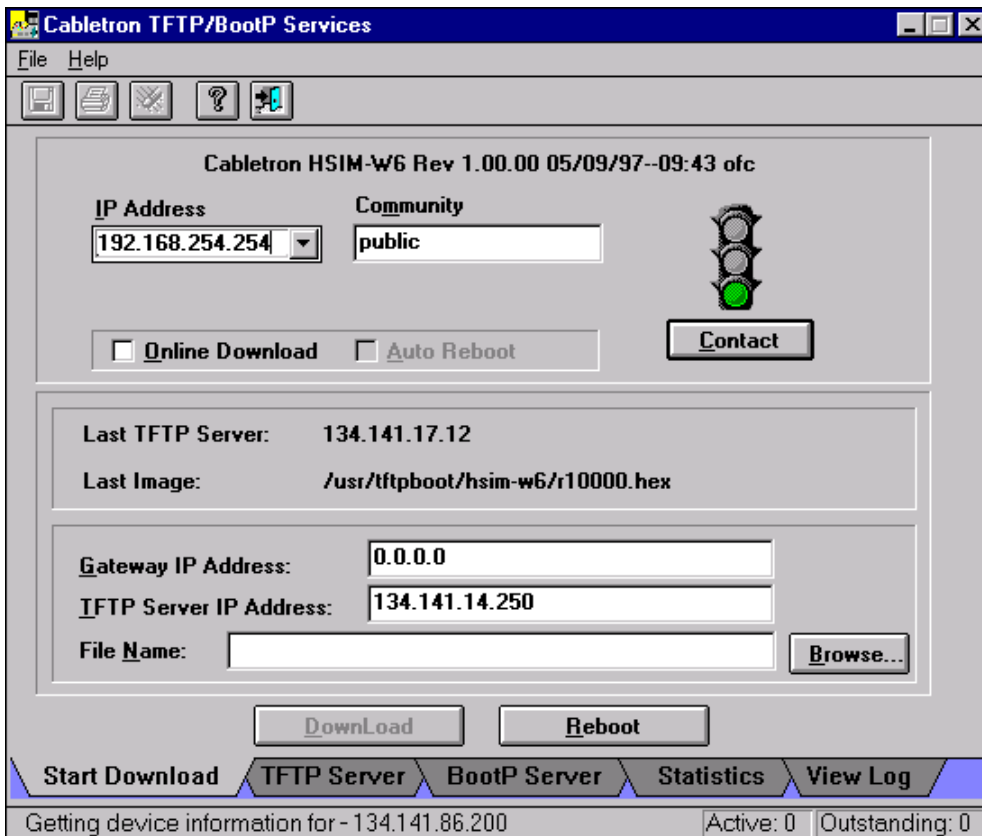 Cabletron TFTP/BootP Services
File Help
Cabletron HSIM-W6 Rev 1.00.00 05/09/97--09:43 ofc
IP Address Community
192.168.254.254 public
Online Download Auto Reboot Contact
Last TFTP Server: 134.141.17.12
Last Image: /usr/tftpboot/hsim-w6/r10000.hex
Gateway IP Address: 0.0.0.0
TFTP Server IP Address: 134.141.14.250
File Name: Browse...
DownLoad Reboot
Start Download TFTP Server BootP Server Statistics View Log
Getting device information for - 134.141.86.200 Active: 0 Outstanding: 0